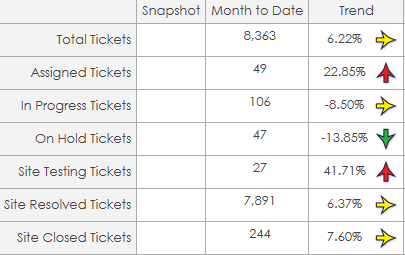 Snapshot Month to Date Trend
Total Tickets 8,363 6.22%
Assigned Tickets 49 22.85%
In Progress Tickets 106 -8.50%
On Hold Tickets 47 -13.85%
Site Testing Tickets 27 41.71%
Site Resolved Tickets 7,891 6.37%
Site Closed Tickets 244 7.60%